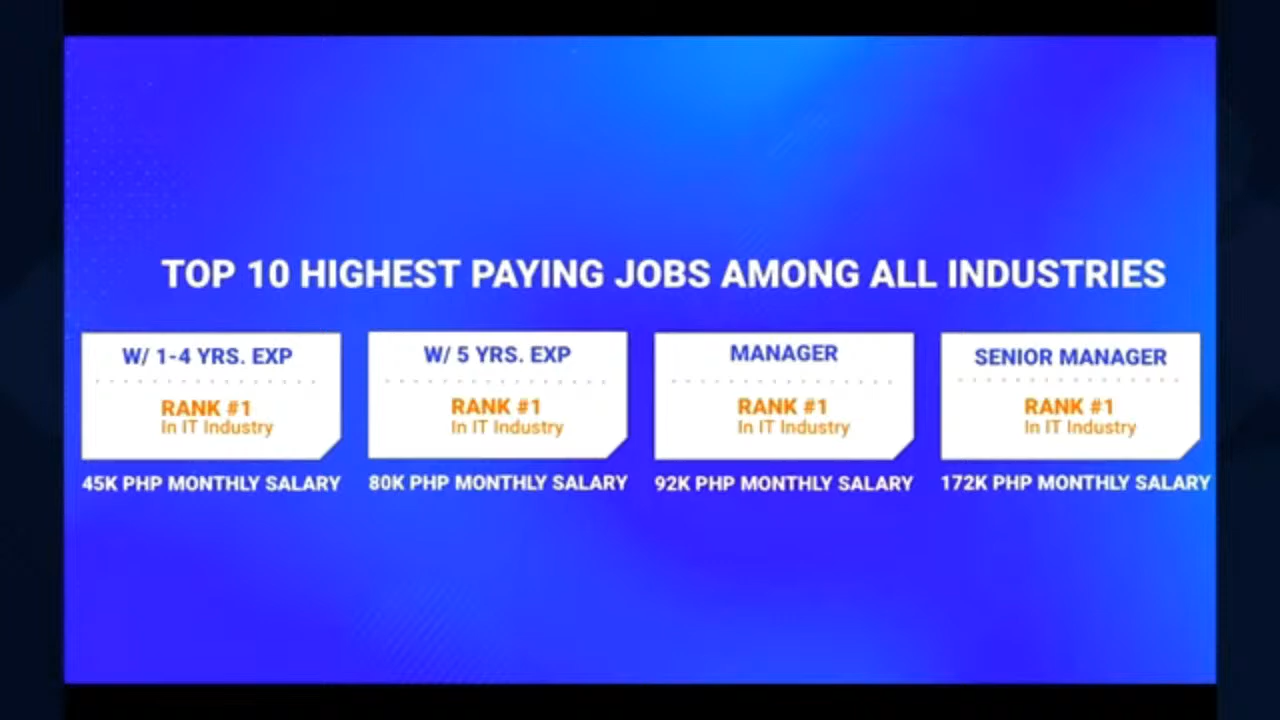 TOP 10 HIGHEST PAYING JOBS AMONG ALL INDUSTRIES
W/ 1-4 YRS. EXP
RANK #1
In IT Industry
45K PHP MONTHLY SALARY
W/ 5 YRS. EXP
RANK #1
In IT Industry
80K PHP MONTHLY SALARY
MANAGER
RANK #1
In IT Industry
92K PHP MONTHLY SALARY
SENIOR MANAGER
RANK #1
In IT Industry
172K PHP MONTHLY SALARY